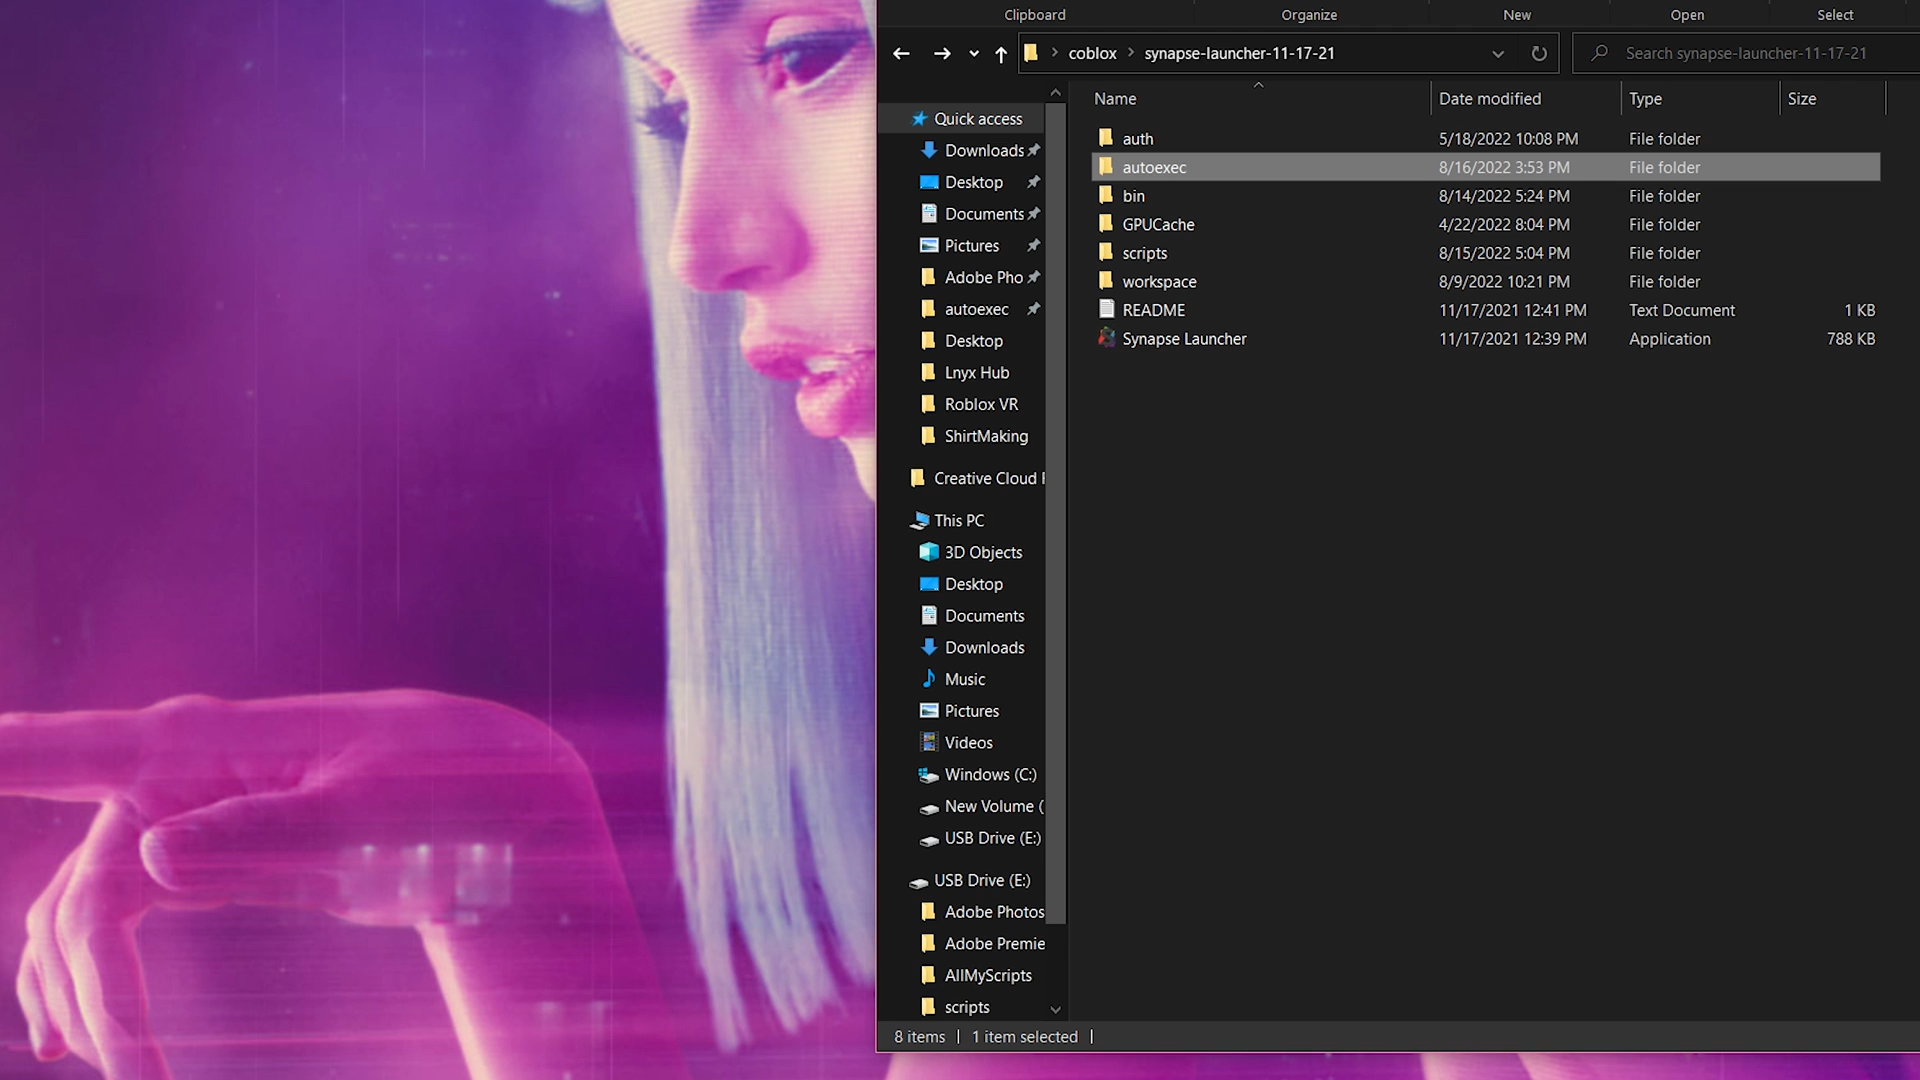 Clipboard
Organize
New
Open
Select
coblox
synapse-launcher-11-17-21
Search synapse-launcher-11-17-21
Name
Date modified
Type
Size
Quick access
Downloads
Desktop
Documents
Pictures
Adobe Pho
autoexec
Desktop
Lnyx Hub
Roblox VR
ShirtMaking
Creative Cloud F
This PC
3D Objects
Desktop
Documents
Downloads
Music
Pictures
Videos
Windows (C:)
New Volume (
USB Drive (E:)
USB Drive (E:)
Adobe Photos
Adobe Premie
AllMyScripts
scripts
auth 5/18/2022 10:08 PM File folder
autoexec 8/16/2022 3:53 PM File folder
bin 8/14/2022 5:24 PM File folder
GPUCache 4/22/2022 8:04 PM File folder
scripts 8/15/2022 5:04 PM File folder
workspace 8/9/2022 10:21 PM File folder
README 11/17/2021 12:41 PM Text Document 1 KB
Synapse Launcher 11/17/2021 12:39 PM Application 788 KB
8 items
1 item selected